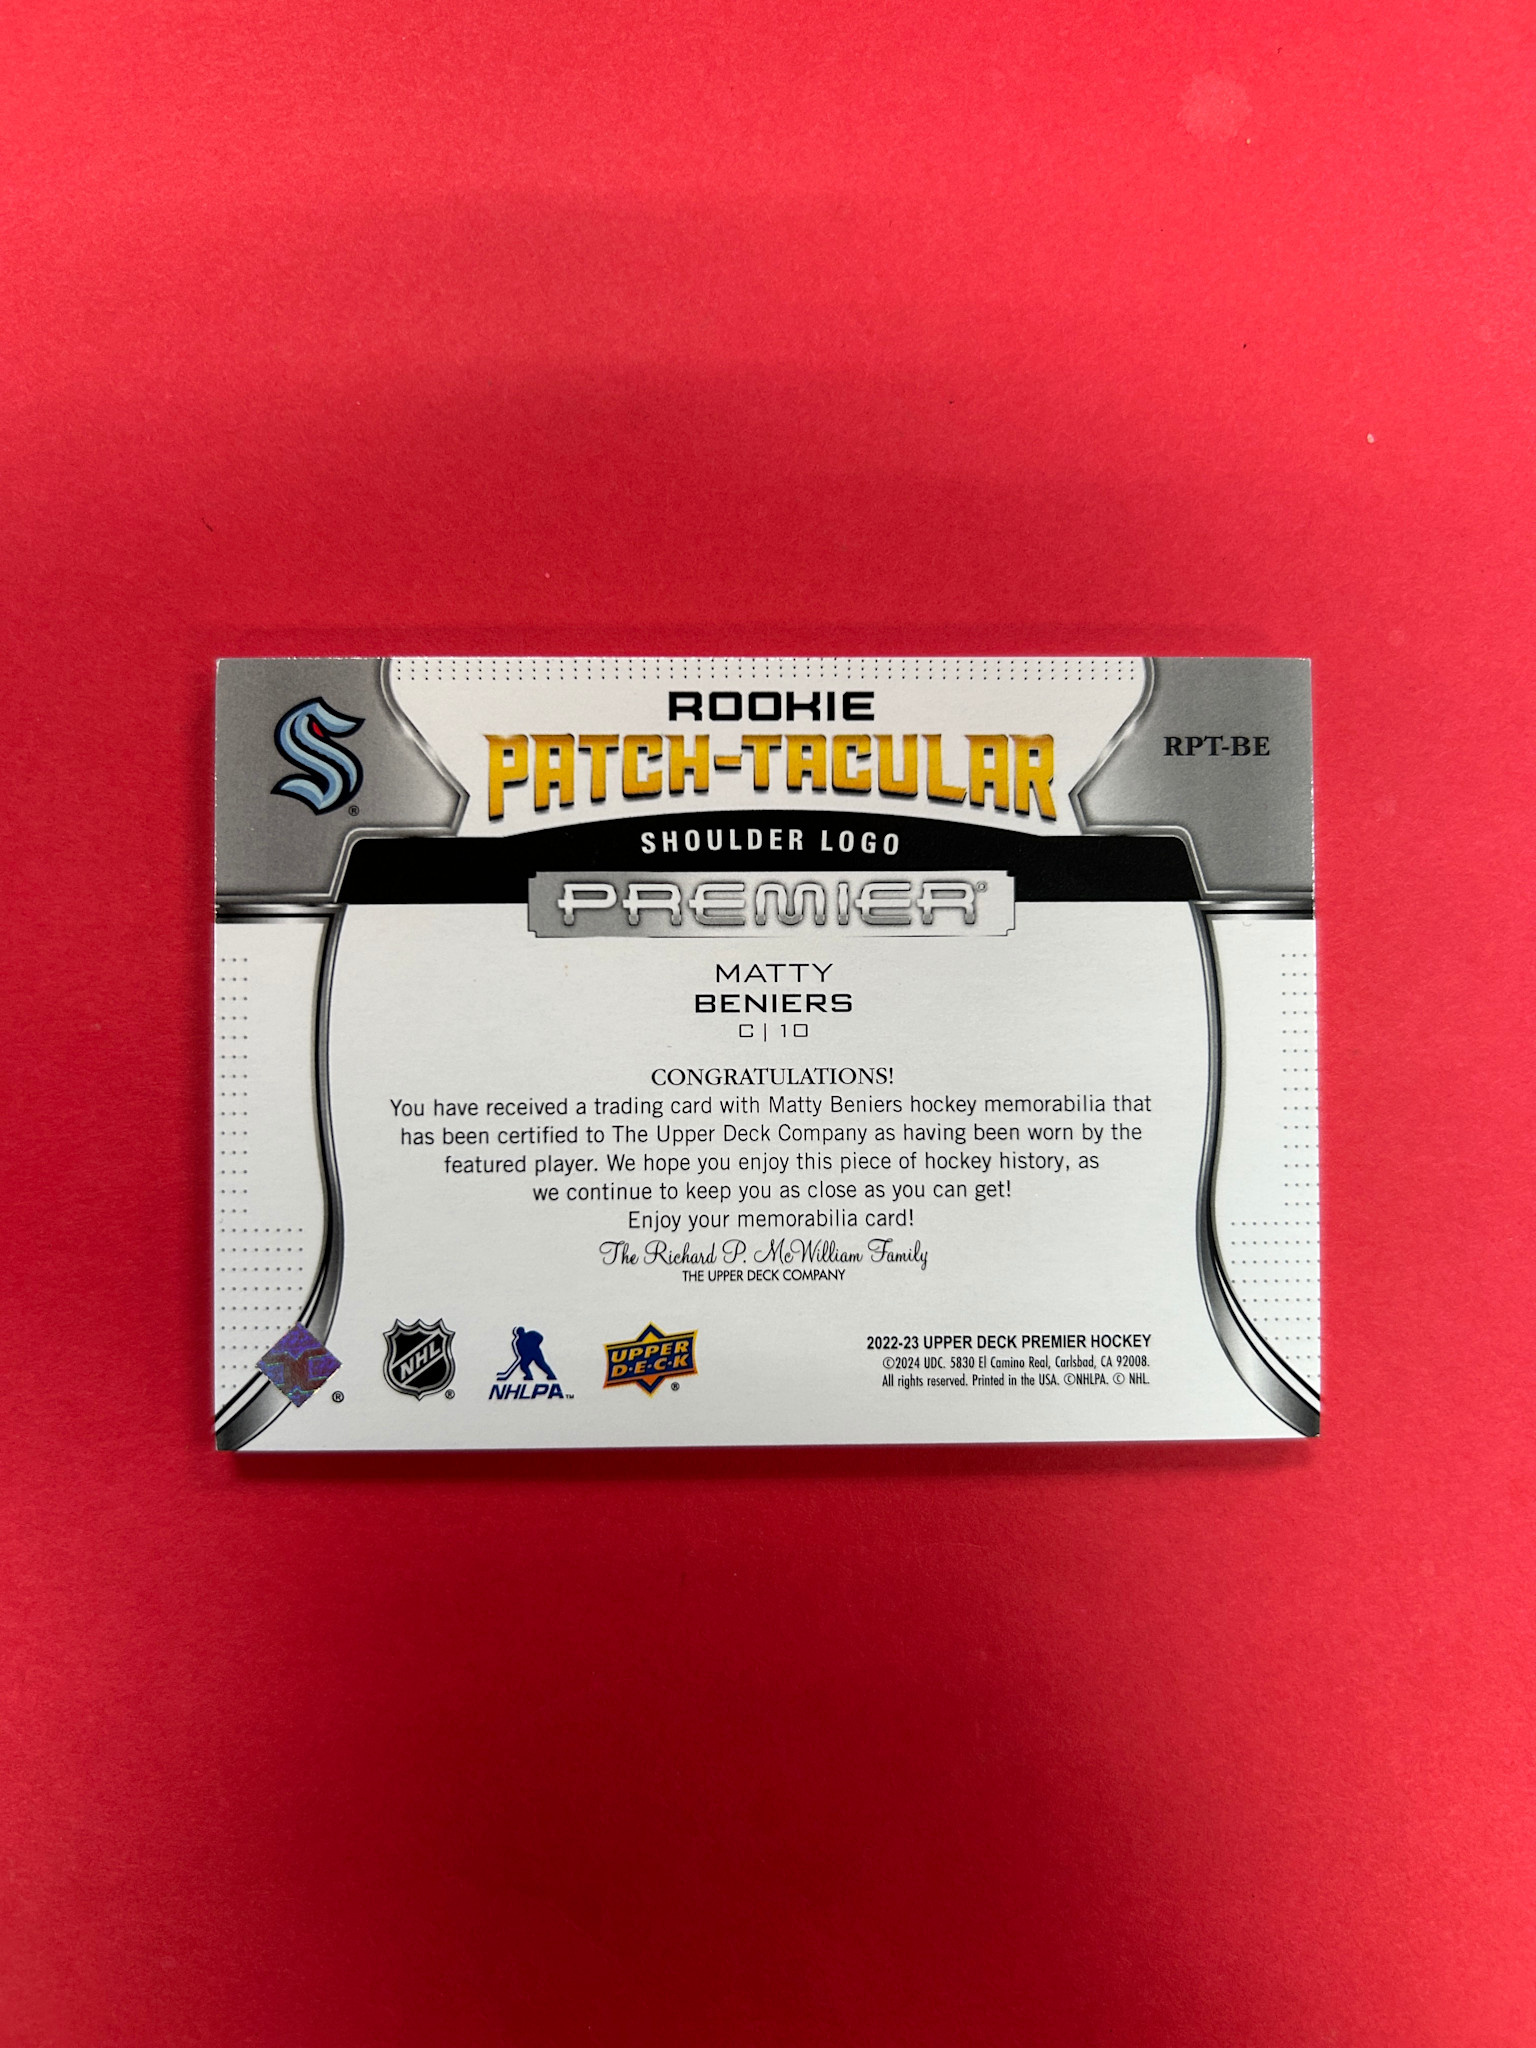 ROOKIE
PATCH-TACULAR
RPT-BE
®
SHOULDER LOGO
PREMIER®
MATTY
BENIERS
C | 10
CONGRATULATIONS!
You have received a trading card with Matty Beniers hockey memorabilia that
has been certified to The Upper Deck Company as having been worn by the
featured player. We hope you enjoy this piece of hockey history, as
we continue to keep you as close as you can get!
Enjoy your memorabilia card!
The Richard P. McWilliam Family
THE UPPER DECK COMPANY
®
NHL ®
NHLPA™
UPPER
D·E·C·K ®
2022-23 UPPER DECK PREMIER HOCKEY
©2024 UDC. 5830 El Camino Real, Carlsbad, CA 92008.
All rights reserved. Printed in the USA. ©NHLPA. © NHL.